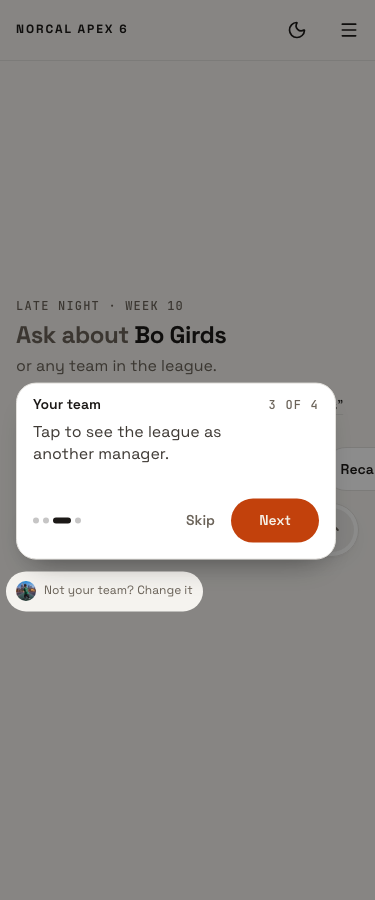 NORCAL APEX 6
LATE NIGHT · WEEK 10
Ask about Bo Girds
or any team in the league.
Your team
3 OF 4
Tap to see the league as
another manager.
Skip
Next
Reca
Not your team? Change it